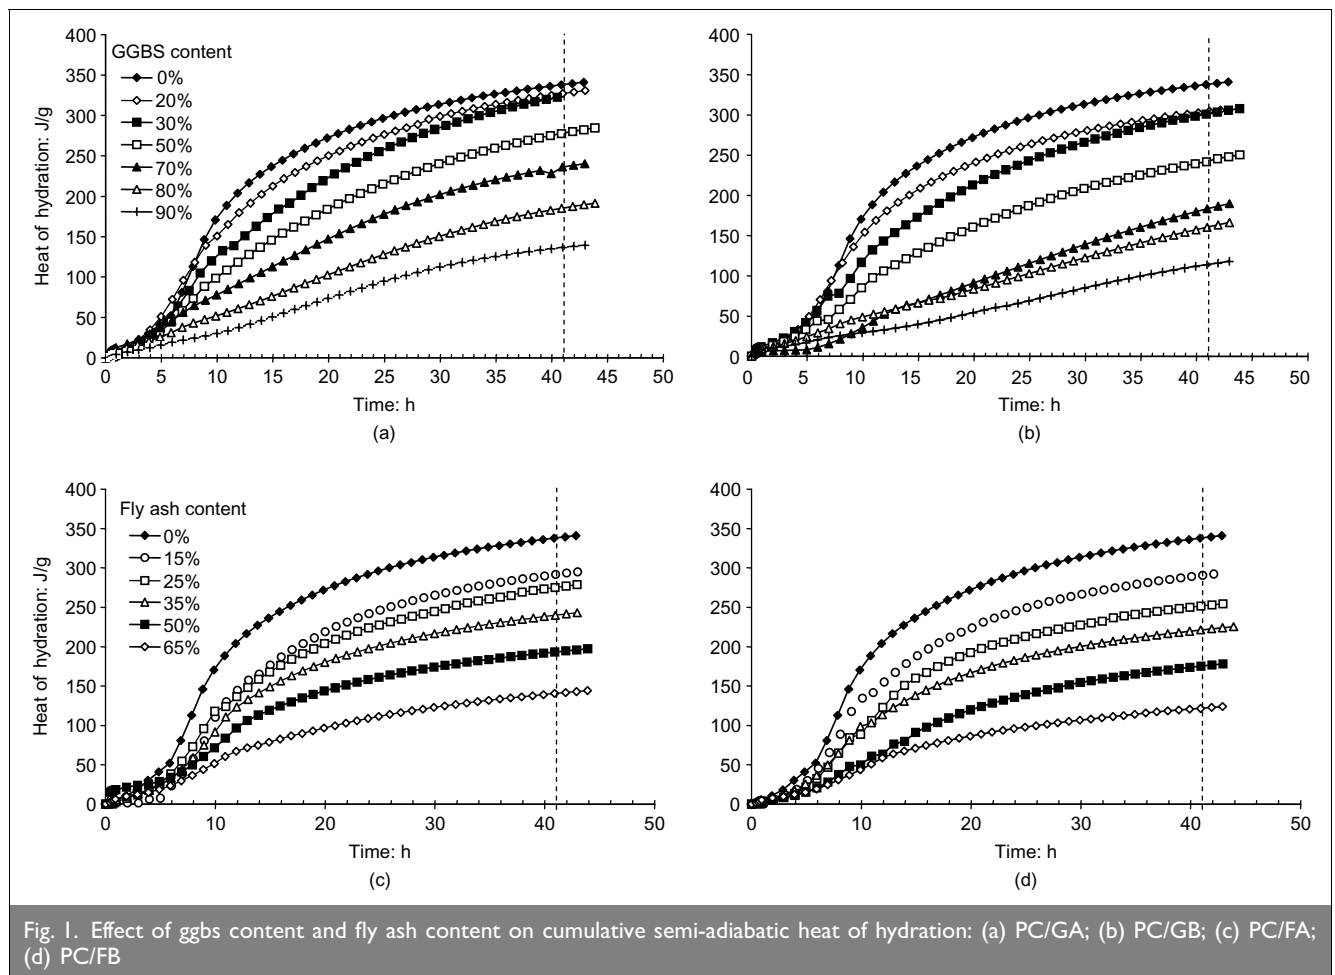 400
350
300
250
200
150
100
50
0
Heat of hydration: J/g
GGBS content
0%
20%
30%
50%
70%
80%
90%
0 5 10 15 20 25 30 35 40 45 50
Time: h
(a)
400
350
300
250
200
150
100
50
0
0 5 10 15 20 25 30 35 40 45 50
Time: h
(b)
400
350
300
250
200
150
100
50
0
Heat of hydration: J/g
Fly ash content
0%
15%
25%
35%
50%
65%
0 10 20 30 40 50
Time: h
(c)
400
350
300
250
200
150
100
50
0
0 10 20 30 40 50
Time: h
(d)
Fig. 1. Effect of ggbs content and fly ash content on cumulative semi-adiabatic heat of hydration: (a) PC/GA; (b) PC/GB; (c) PC/FA;
(d) PC/FB